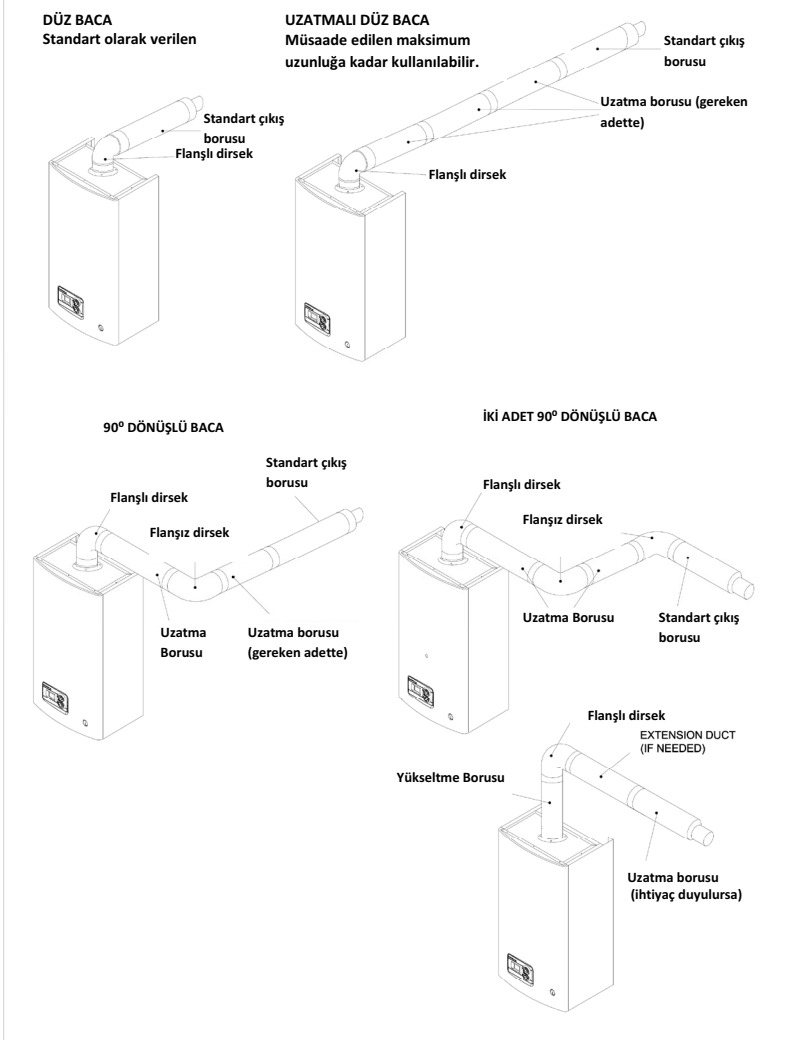 DÜZ BACA
Standart olarak verilen
UZATMALI DÜZ BACA
Müsaade edilen maksimum
uzunluğa kadar kullanılabilir.
Standart çıkış
borusu
Flanşlı dirsek
Standart çıkış
borusu
Uzatma borusu (gereken
adette)
Flanşlı dirsek
90⁰ DÖNÜŞLÜ BACA
Standart çıkış
borusu
Flanşlı dirsek
Flanşız dirsek
Uzatma
Borusu
Uzatma borusu
(gereken adette)
İKİ ADET 90⁰ DÖNÜŞLÜ BACA
Flanşlı dirsek
Flanşız dirsek
Uzatma Borusu
Standart çıkış
borusu
Flanşlı dirsek
EXTENSION DUCT
(IF NEEDED)
Yükseltme Borusu
Uzatma borusu
(ihtiyaç duyulursa)